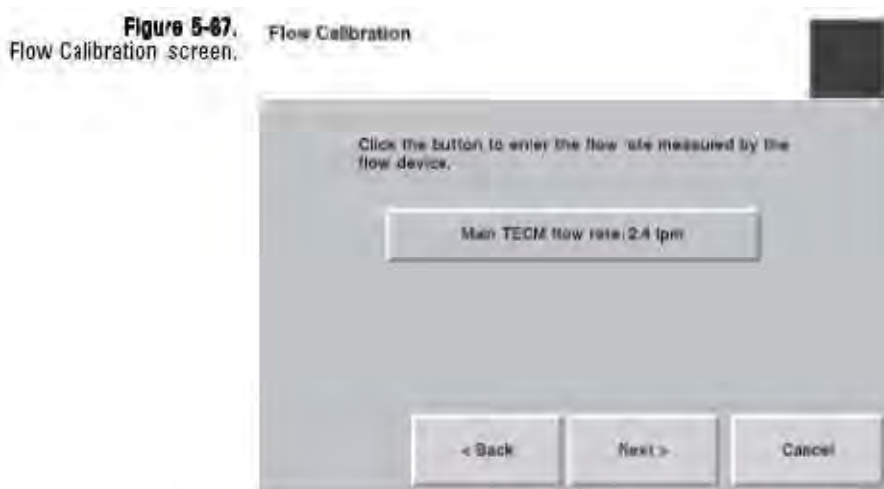 Figure 5-67.
Flow Calibration screen.
Flow Calibration
Click the button to enter the flow rate measured by the
flow device.
Main TECM flow rate: 2.4 lpm
< Back
Next >
Cancel